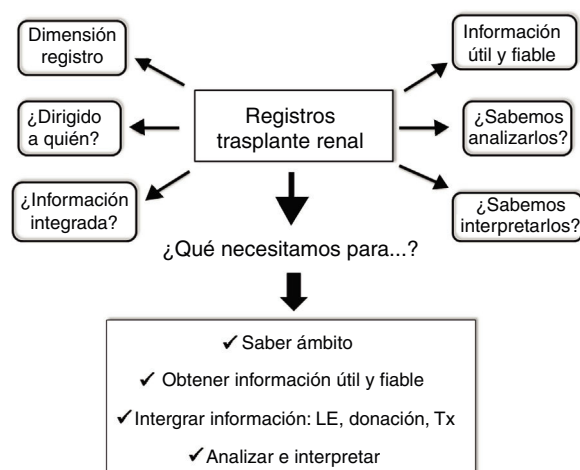 Dimensión
registro
Información
útil y fiable
Registros
trasplante renal
¿Dirigido
a quién?
¿Sabemos
analizarlos?
¿Información
integrada?
¿Sabemos
interpretarlos?
¿Qué necesitamos para...?
✓ Saber ámbito
✓ Obtener información útil y fiable
✓ Intergrar información: LE, donación, Tx
✓ Analizar e interpretar